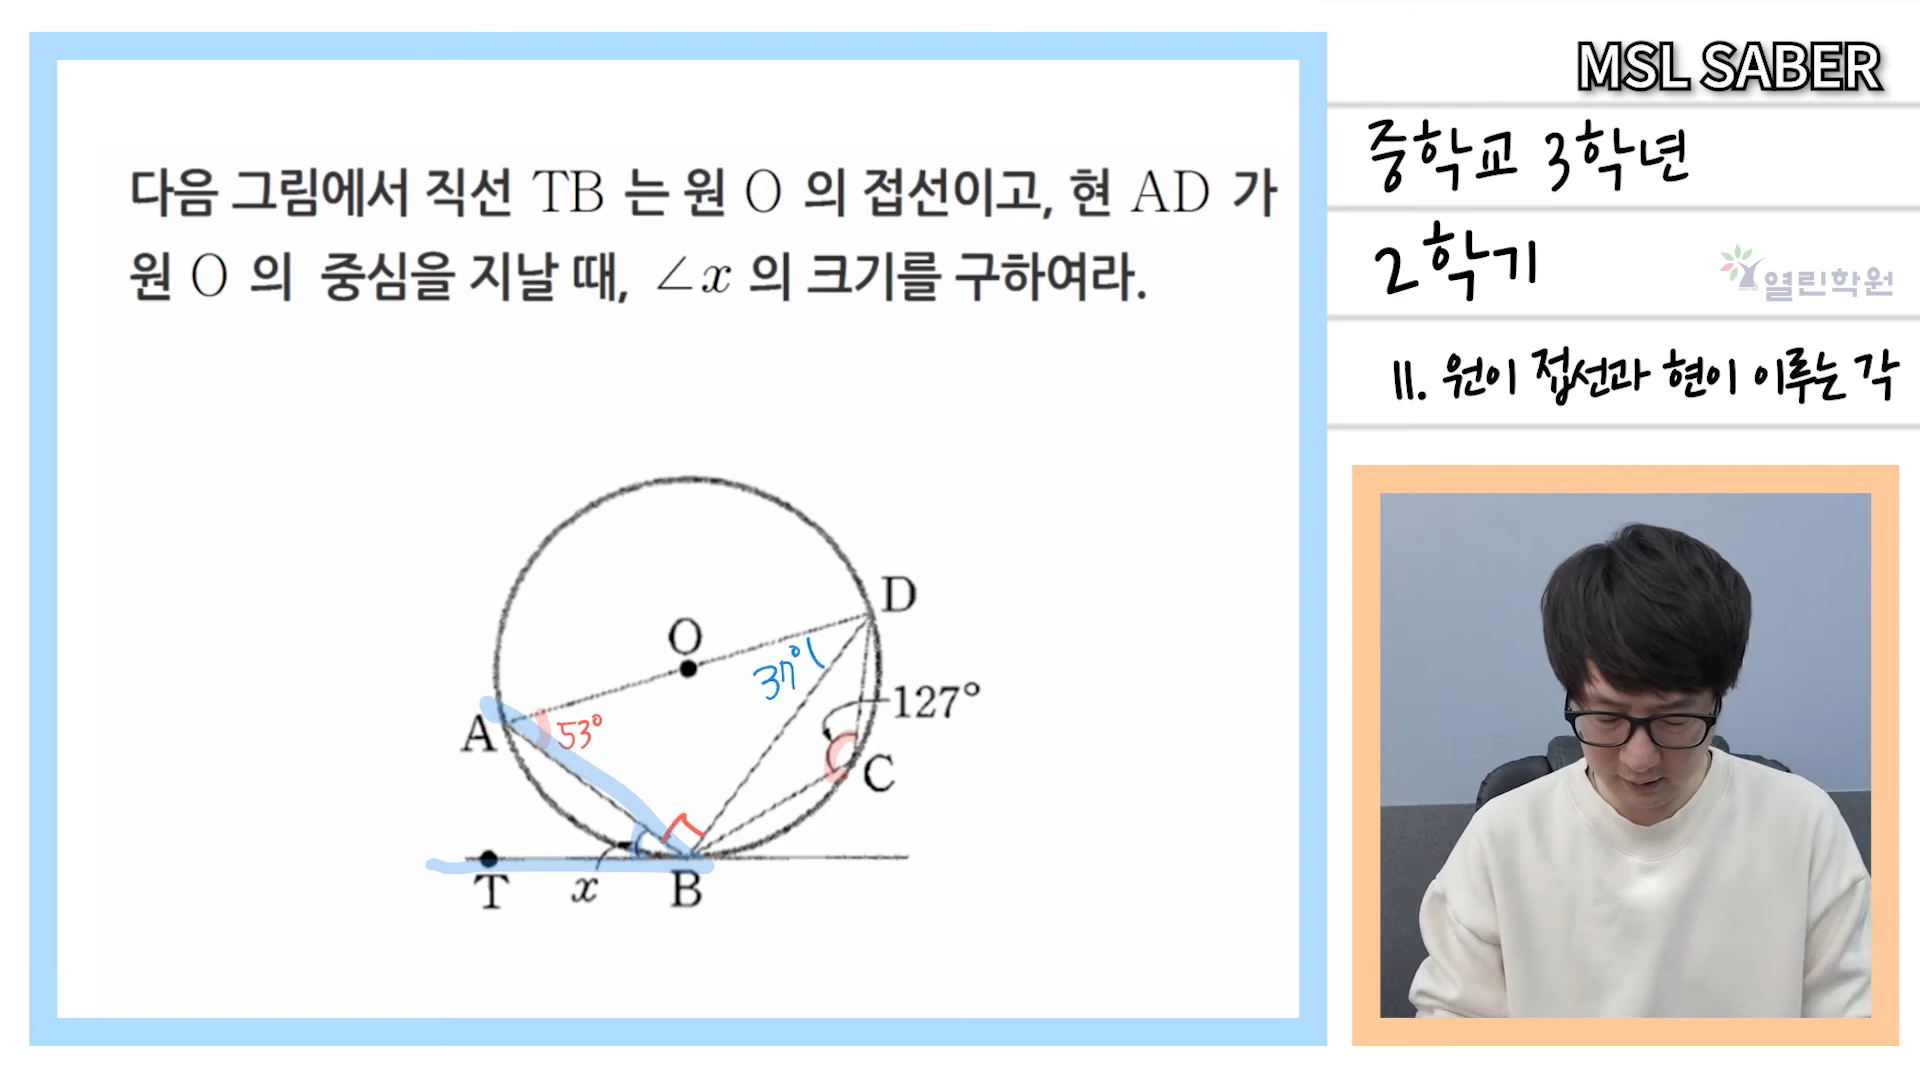 다음 그림에서 직선 TB 는 원 O 의 접선이고, 현 AD 가
원 O 의 중심을 지날 때, ∠x 의 크기를 구하여라.
D
O
37°
127°
A
53°
C
T
x
B
MSL SABER
중학교 3학년
2학기
열린학원
11. 원이 접선과 현이 이루는 각